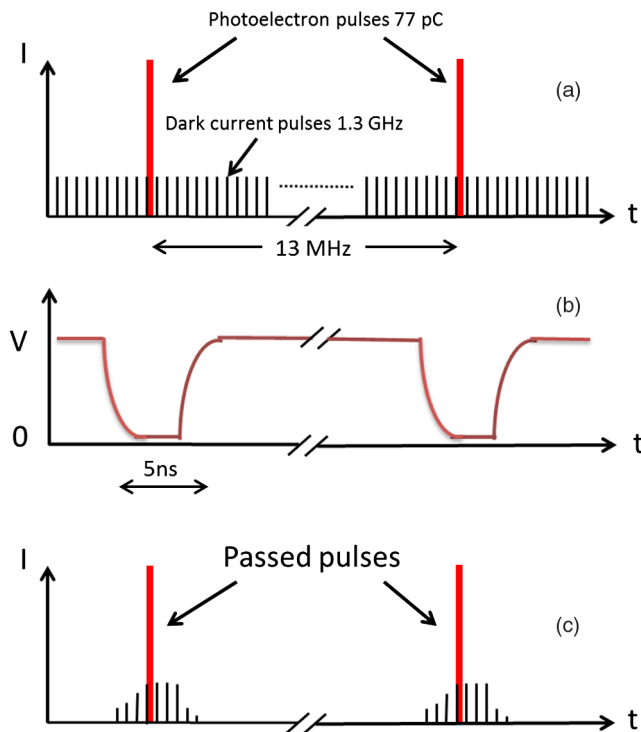 Photoelectron pulses 77 pC
I
(a)
Dark current pulses 1.3 GHz
t
13 MHz
(b)
V
0
t
5ns
I
Passed pulses
(c)
t